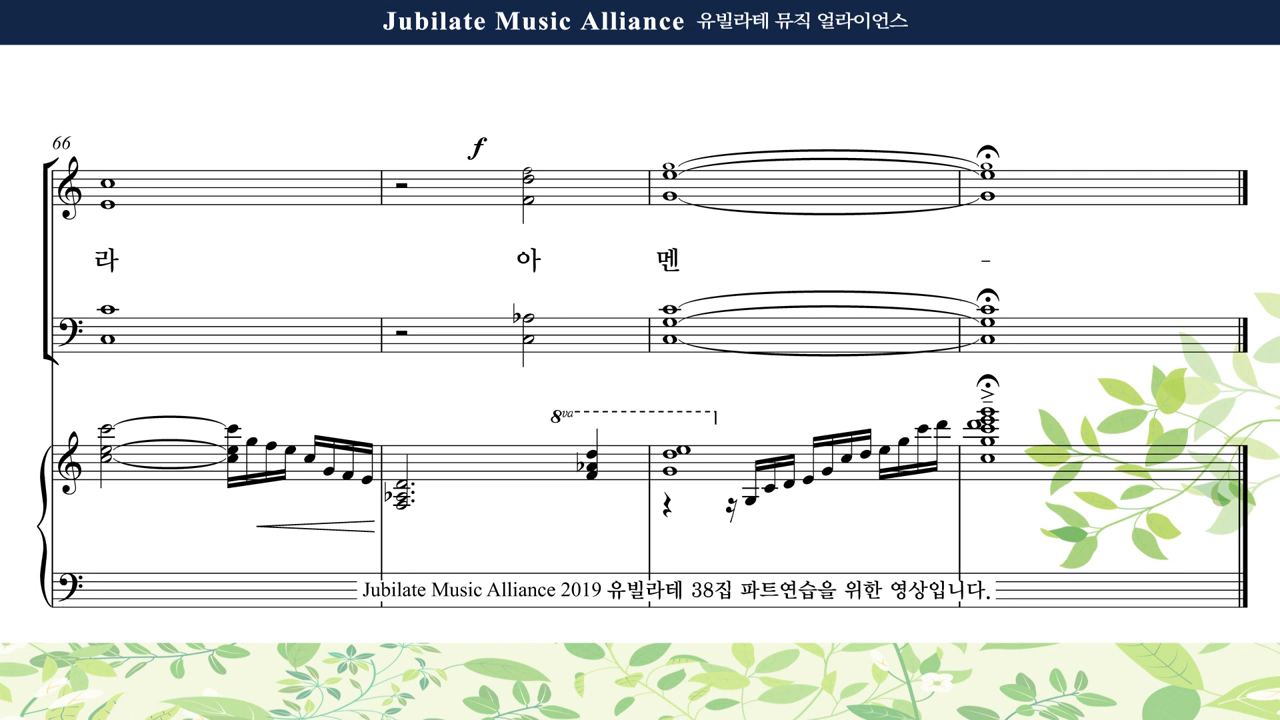 Jubilate Music Alliance 유빌라테 뮤직 얼라이언스
66
f
라 아 멘 -
8va
Jubilate Music Alliance 2019 유빌라테 38집 파트연습을 위한 영상입니다.